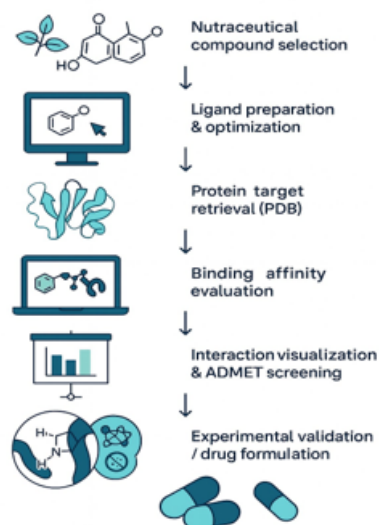 O
O
HO
Nutraceutical
compound selection
O
Ligand preparation
& optimization
Protein target
retrieval (PDB)
Binding affinity
evaluation
Interaction visualization
& ADMET screening
H
N
H
Experimental validation
/ drug formulation